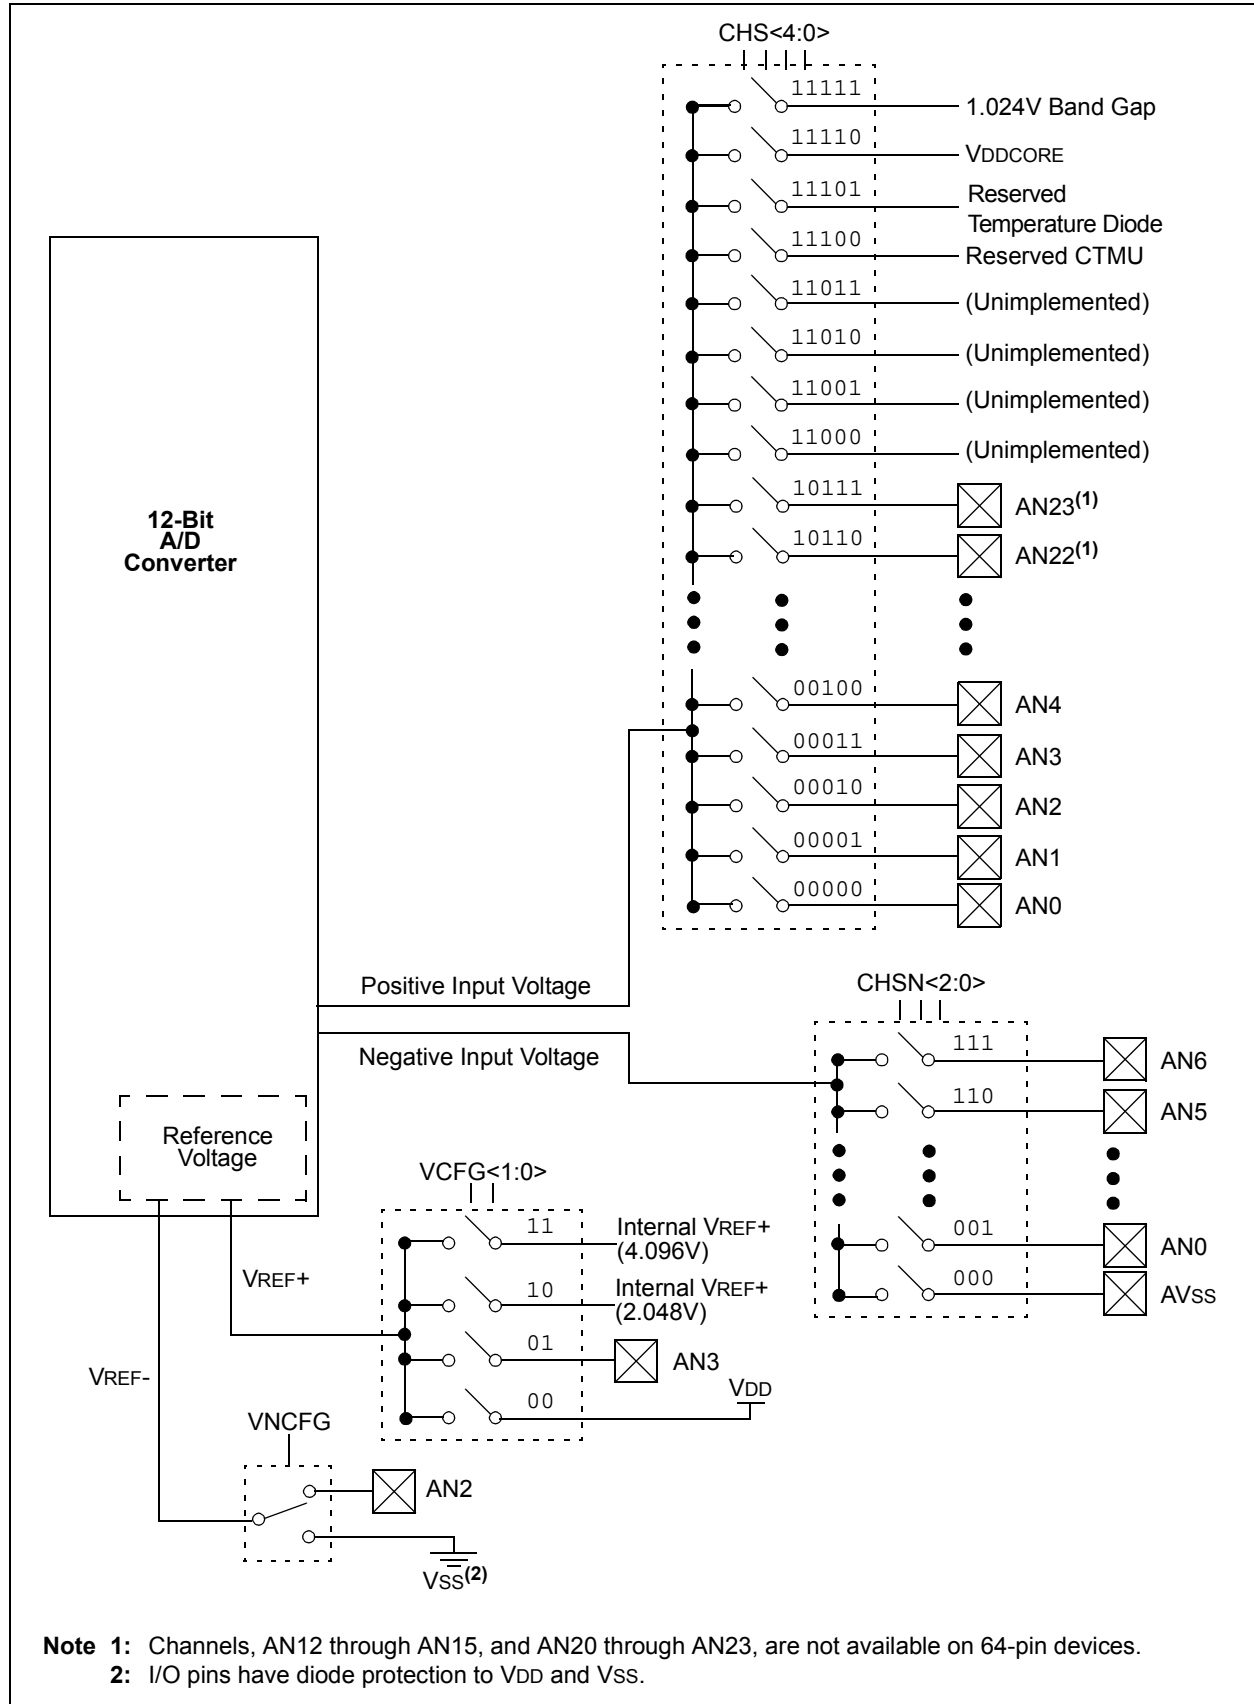 CHS<4:0>
11111
1.024V Band Gap
11110
VDDCORE
11101
Reserved
Temperature Diode
11100
Reserved CTMU
11011
(Unimplemented)
11010
(Unimplemented)
11001
(Unimplemented)
11000
(Unimplemented)
10111
AN23(1)
10110
AN22(1)
12-Bit
A/D
Converter
00100
AN4
00011
AN3
00010
AN2
00001
AN1
00000
AN0
Positive Input Voltage
Negative Input Voltage
CHSN<2:0>
111
AN6
110
AN5
001
AN0
000
AVSS
Reference
Voltage
VCFG<1:0>
11
Internal VREF+
(4.096V)
10
Internal VREF+
(2.048V)
01
AN3
00
VDD
VREF+
VREF-
VNCFG
AN2
VSS(2)
Note 1: Channels, AN12 through AN15, and AN20 through AN23, are not available on 64-pin devices.
2: I/O pins have diode protection to VDD and VSS.